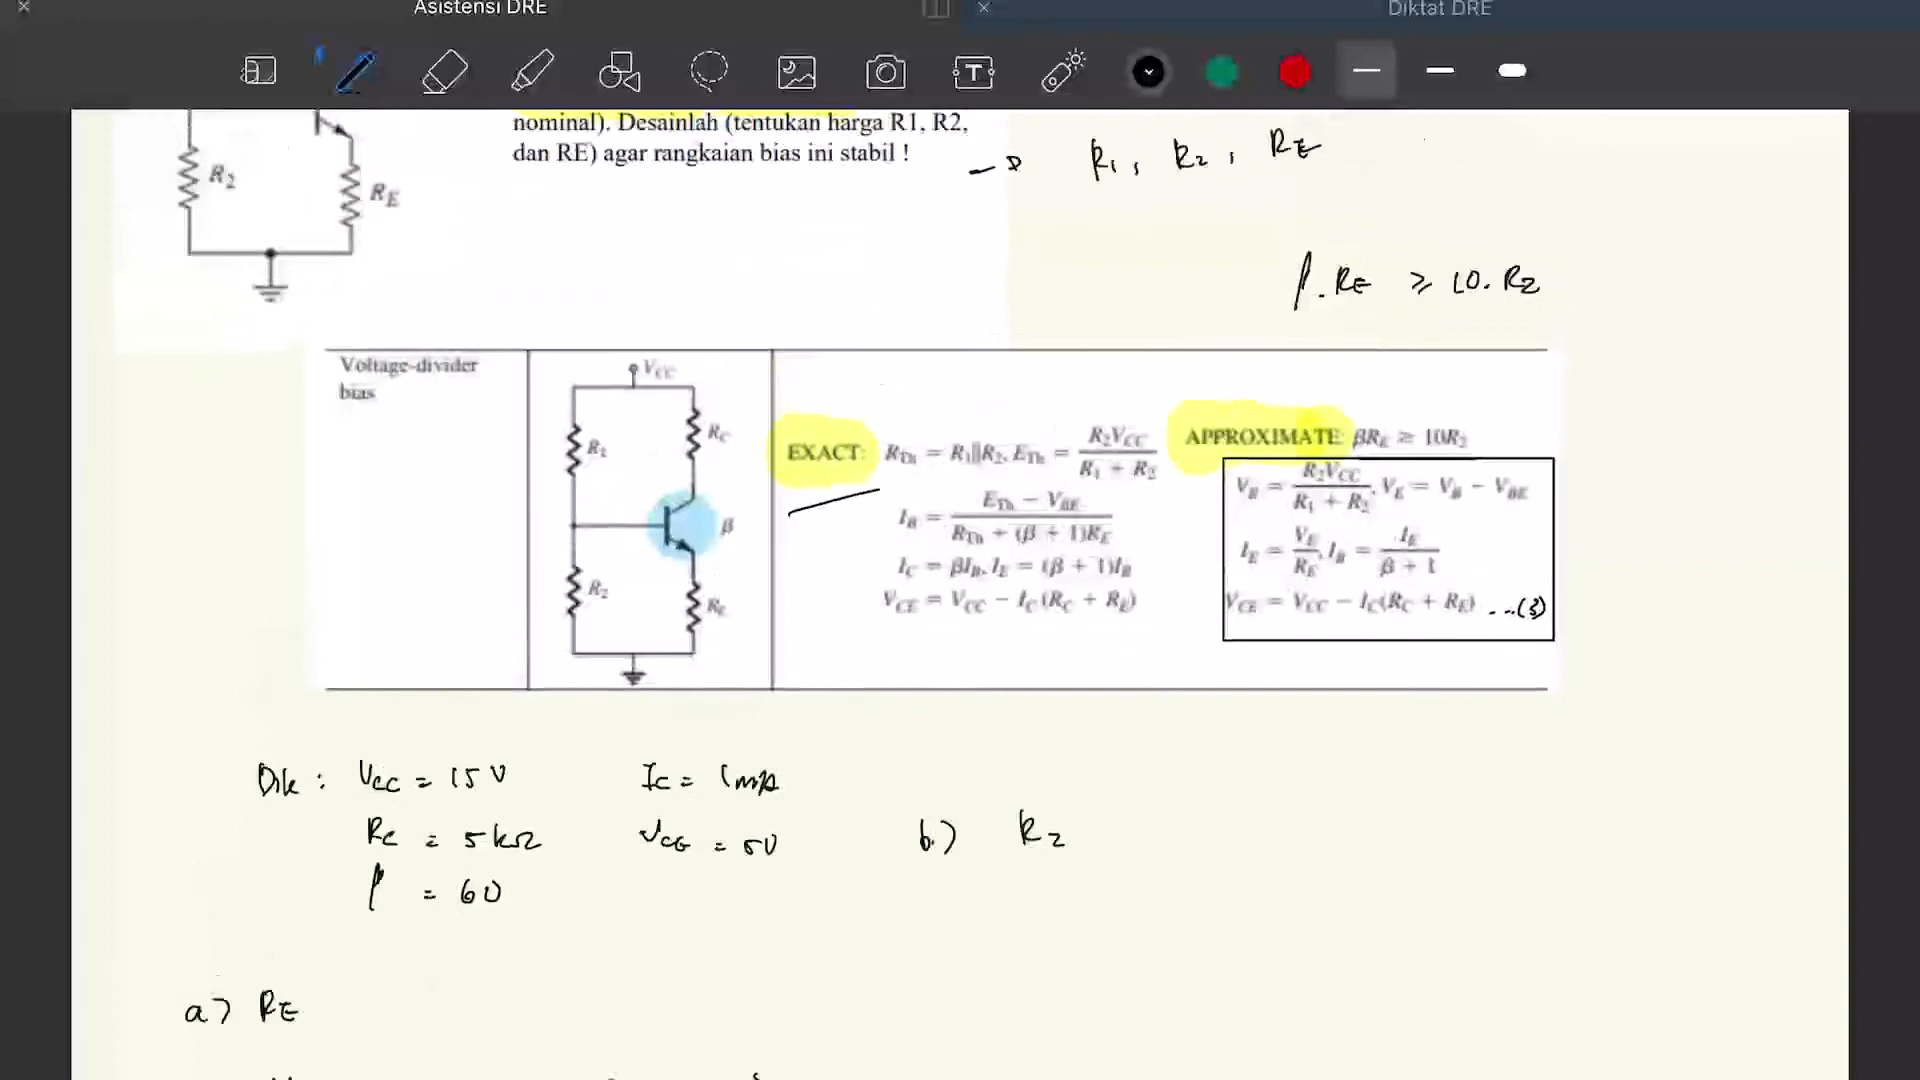 Asistensi DRE
Diktat DRE
nominal). Desainlah (tentukan harga R1, R2,
dan RE) agar rangkaian bias ini stabil !
R₁, R₂, RE
R₂
RE
β.RE ≥ 10.R2
Voltage-divider
bias
VCC
R₁
RC
β
R₂
RE
EXACT: RTh = R₁‖R₂, ETh = R₂VCC / (R₁ + R₂)
IB = (ETh − VBE) / (RTh + (β + 1)RE)
IC = βIB, IE = (β + 1)IB
VCE = VCC − IC(RC + RE)
APPROXIMATE: βRE ≥ 10R₂
VB = R₂VCC / (R₁ + R₂), VE = VB − VBE
IE = VE / RE, IB = IE / (β + 1)
VCE = VCC − IC(RC + RE) ...(3)
Dik : VCC = 15 V
IC = 1 mA
RC = 5 kΩ
VCE = 5V
β = 60
b.) R2
a) RE